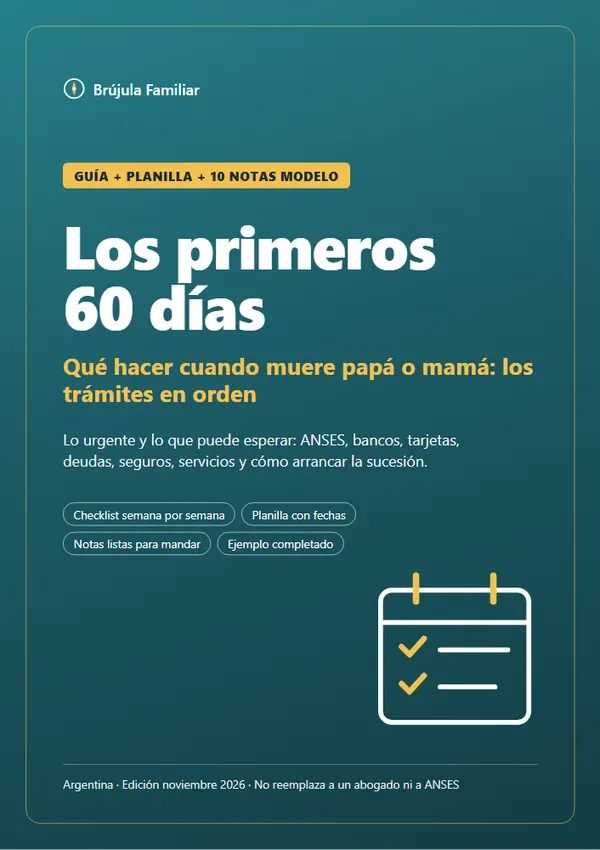 Brújula Familiar
GUÍA + PLANILLA + 10 NOTAS MODELO
Los primeros
60 días
Qué hacer cuando muere papá o mamá: los
trámites en orden
Lo urgente y lo que puede esperar: ANSES, bancos, tarjetas,
deudas, seguros, servicios y cómo arrancar la sucesión.
Checklist semana por semana
Planilla con fechas
Notas listas para mandar
Ejemplo completado
Argentina · Edición noviembre 2026 · No reemplaza a un abogado ni a ANSES